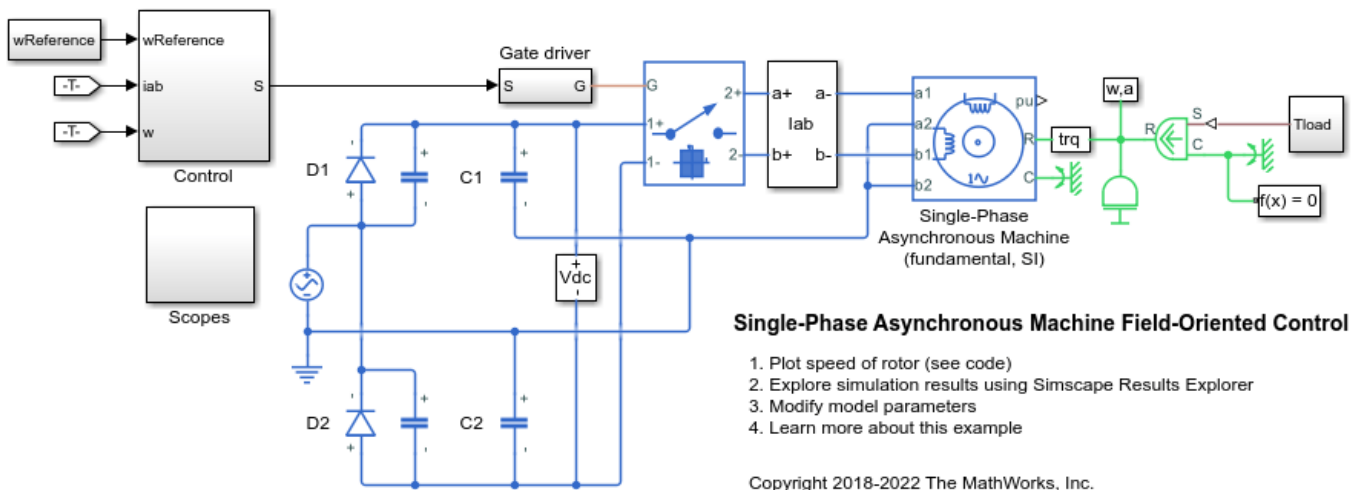 wReference
wReference
-T-
iab
-T-
w
S
Control
Scopes
Gate driver
S G
D1
- +
+ -
C1
+ -
D2
- +
+ -
C2
+ -
+
Vdc
-
G
1+
1-
2+
2-
a+ a-
Iab
b+ b-
a1
a2
b1
b2
pu
R
C
1
Single-Phase
Asynchronous Machine
(fundamental, SI)
trq
w,a
R
S
C
Tload
f(x) = 0
Single-Phase Asynchronous Machine Field-Oriented Control
1. Plot speed of rotor (see code)
2. Explore simulation results using Simscape Results Explorer
3. Modify model parameters
4. Learn more about this example
Copyright 2018-2022 The MathWorks, Inc.